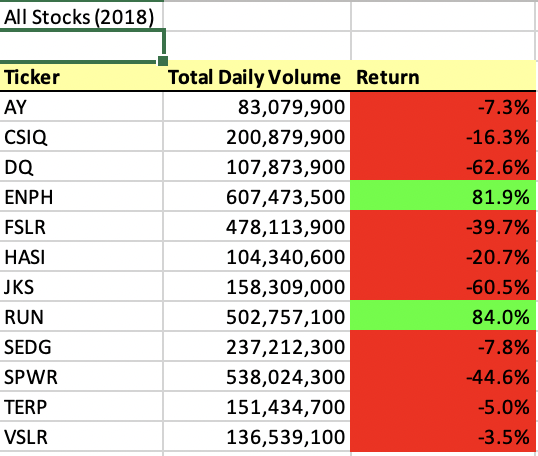 All Stocks (2018)
Ticker Total Daily Volume Return
AY 83,079,900 -7.3%
CSIQ 200,879,900 -16.3%
DQ 107,873,900 -62.6%
ENPH 607,473,500 81.9%
FSLR 478,113,900 -39.7%
HASI 104,340,600 -20.7%
JKS 158,309,000 -60.5%
RUN 502,757,100 84.0%
SEDG 237,212,300 -7.8%
SPWR 538,024,300 -44.6%
TERP 151,434,700 -5.0%
VSLR 136,539,100 -3.5%